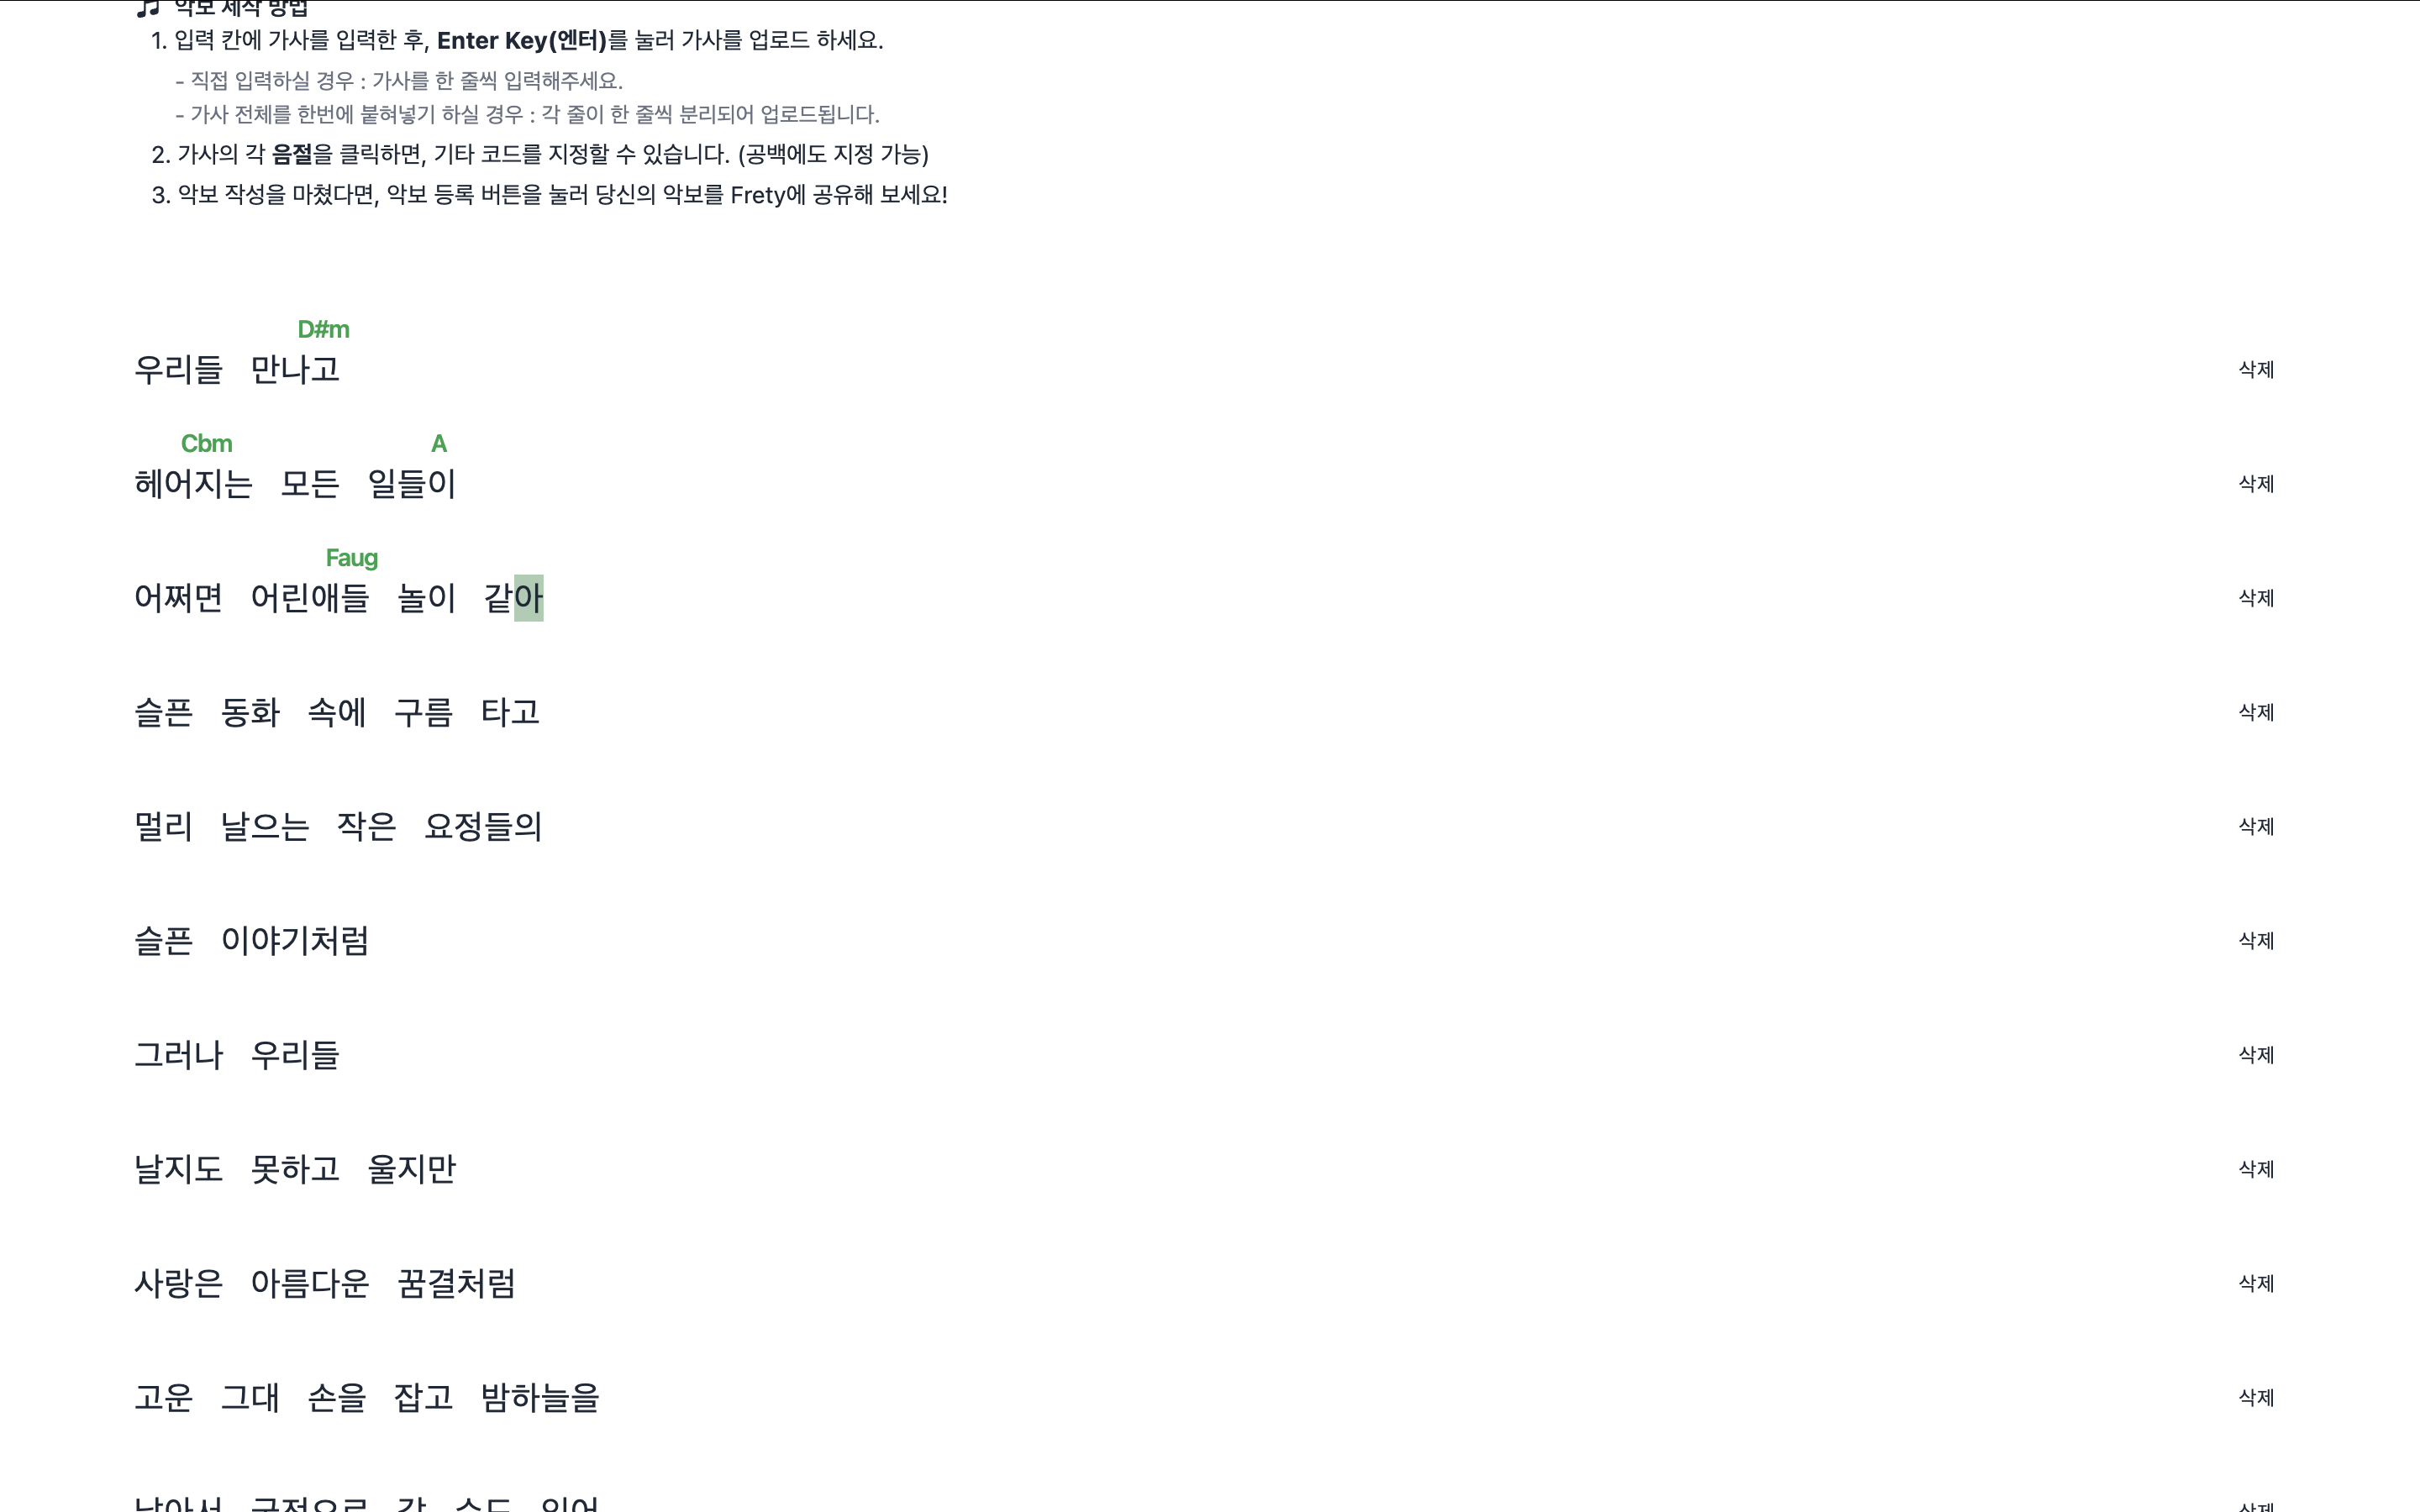 악보 제작 방법
1. 입력 칸에 가사를 입력한 후, Enter Key(엔터)를 눌러 가사를 업로드 하세요.
- 직접 입력하실 경우 : 가사를 한 줄씩 입력해주세요.
- 가사 전체를 한번에 붙혀넣기 하실 경우 : 각 줄이 한 줄씩 분리되어 업로드됩니다.
2. 가사의 각 음절을 클릭하면, 기타 코드를 지정할 수 있습니다. (공백에도 지정 가능)
3. 악보 작성을 마쳤다면, 악보 등록 버튼을 눌러 당신의 악보를 Frety에 공유해 보세요!
D#m
우리들 만나고 삭제
Cbm A
헤어지는 모든 일들이 삭제
Faug
어쩌면 어린애들 놀이 같아 삭제
슬픈 동화 속에 구름 타고 삭제
멀리 날으는 작은 요정들의 삭제
슬픈 이야기처럼 삭제
그러나 우리들 삭제
날지도 못하고 울지만 삭제
사랑은 아름다운 꿈결처럼 삭제
고운 그대 손을 잡고 밤하늘을 삭제
날아서 궁전으로 갈 수도 있어 삭제